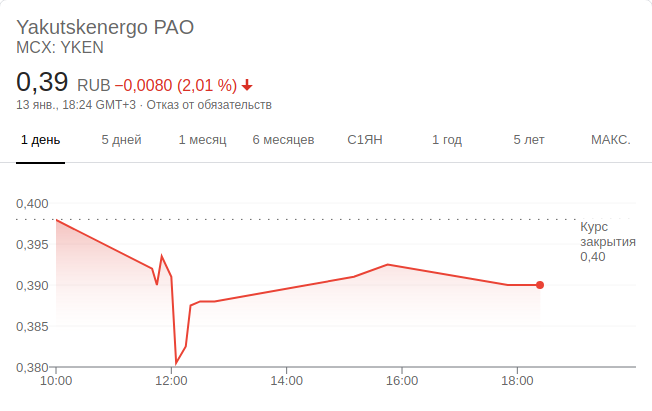 Yakutskenergo PAO
MCX: YKEN
0,39 RUB −0,0080 (2,01 %)
13 янв., 18:24 GMT+3 · Отказ от обязательств
1 день 5 дней 1 месяц 6 месяцев С1ЯН 1 год 5 лет МАКС.
0,400
Курс
закрытия
0,40
0,395
0,390
0,385
0,380
10:00 12:00 14:00 16:00 18:00